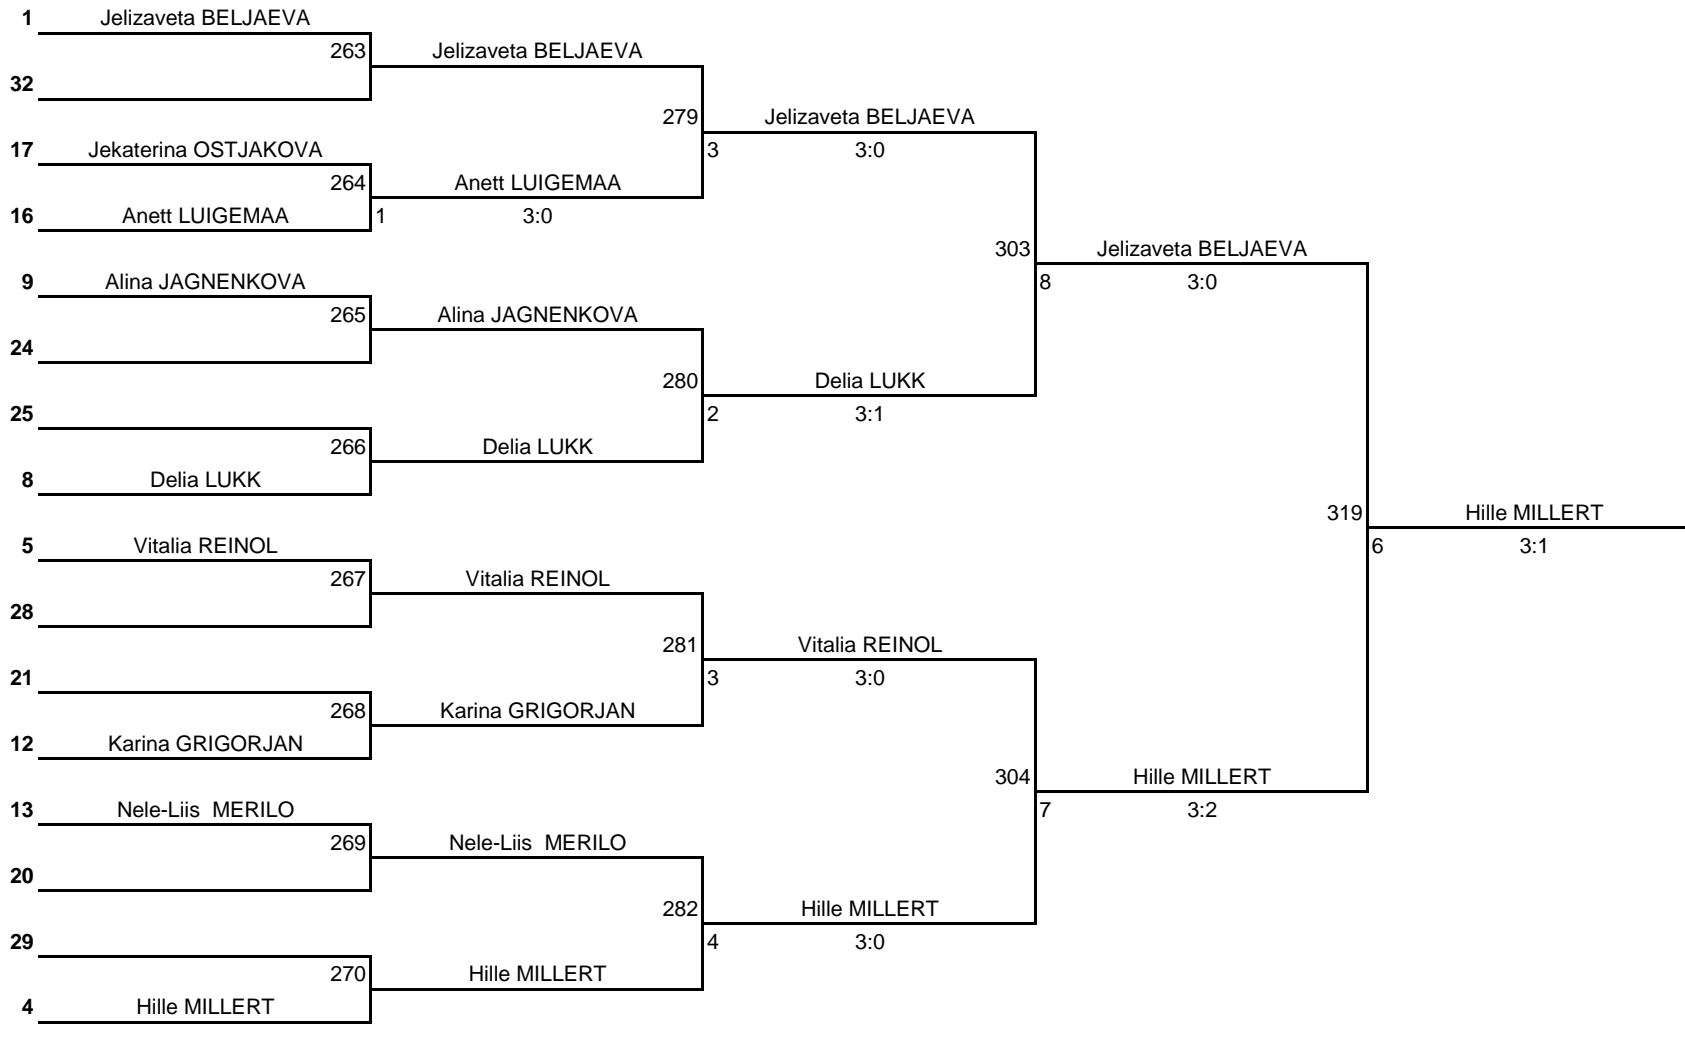 1 Jelizaveta BELJAEVA
263 Jelizaveta BELJAEVA
32
279 Jelizaveta BELJAEVA
17 Jekaterina OSTJAKOVA 3 3:0
264 Anett LUIGEMAA
16 Anett LUIGEMAA 1 3:0
303 Jelizaveta BELJAEVA
9 Alina JAGNENKOVA 8 3:0
265 Alina JAGNENKOVA
24
280 Delia LUKK
25 2 3:1
266 Delia LUKK
8 Delia LUKK
319 Hille MILLERT
5 Vitalia REINOL 6 3:1
267 Vitalia REINOL
28
281 Vitalia REINOL
21 3 3:0
268 Karina GRIGORJAN
12 Karina GRIGORJAN
304 Hille MILLERT
13 Nele-Liis  MERILO 7 3:2
269 Nele-Liis  MERILO
20
282 Hille MILLERT
29 4 3:0
270 Hille MILLERT
4 Hille MILLERT